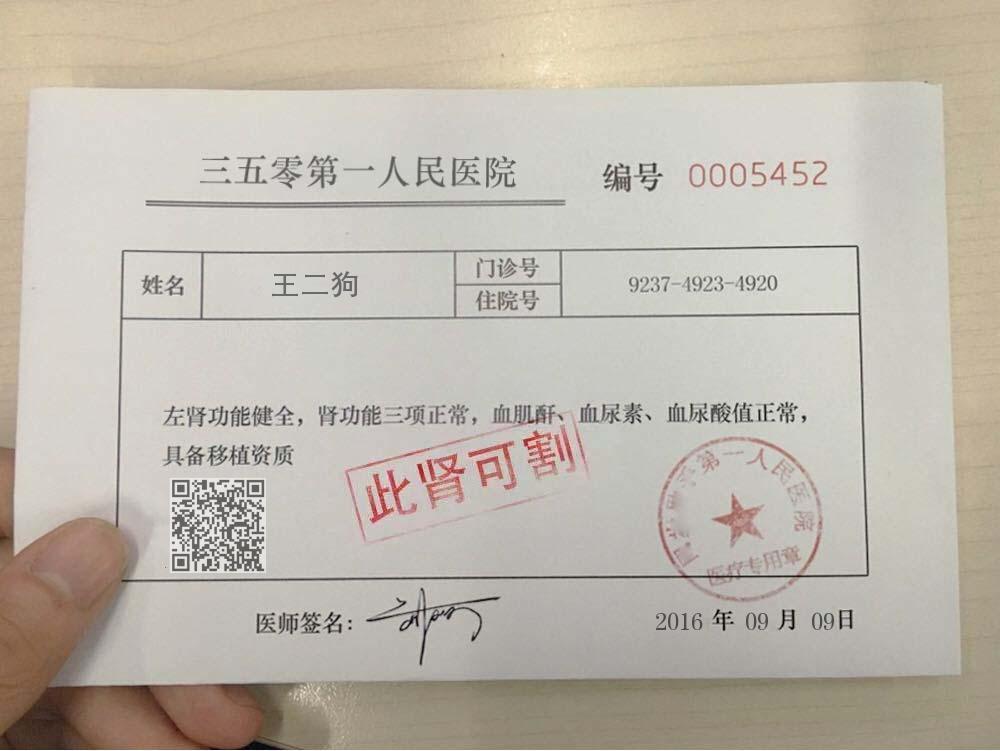 三五零第一人民医院
编号 0005452
姓名 王二狗 门诊号 住院号 9237-4923-4920
左肾功能健全，肾功能三项正常，血肌酐、血尿素、血尿酸值正常，
具备移植资质
此肾可割
第一人民医院
医疗专用章
医师签名：
2016 年 09 月 09日